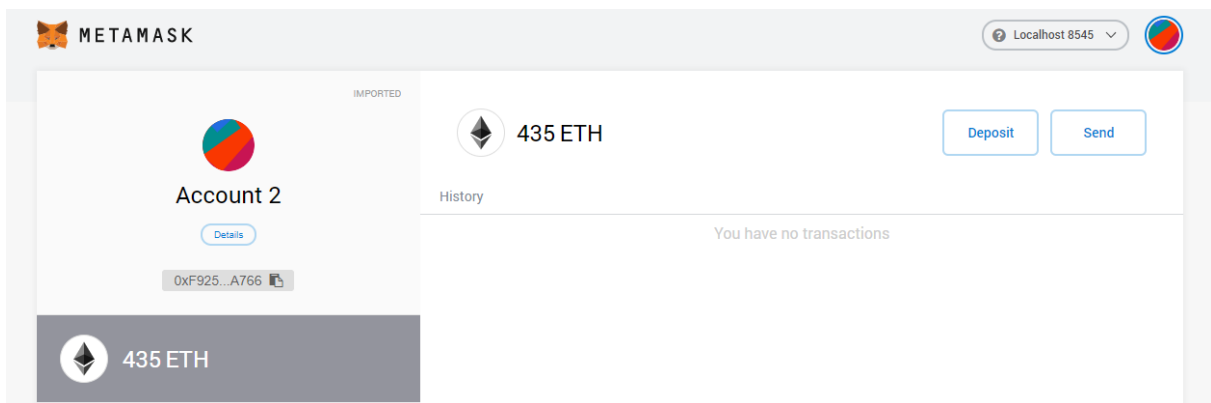 METAMASK
Localhost 8545
IMPORTED
Account 2
Details
0xF925...A766
435 ETH
435 ETH
Deposit
Send
History
You have no transactions